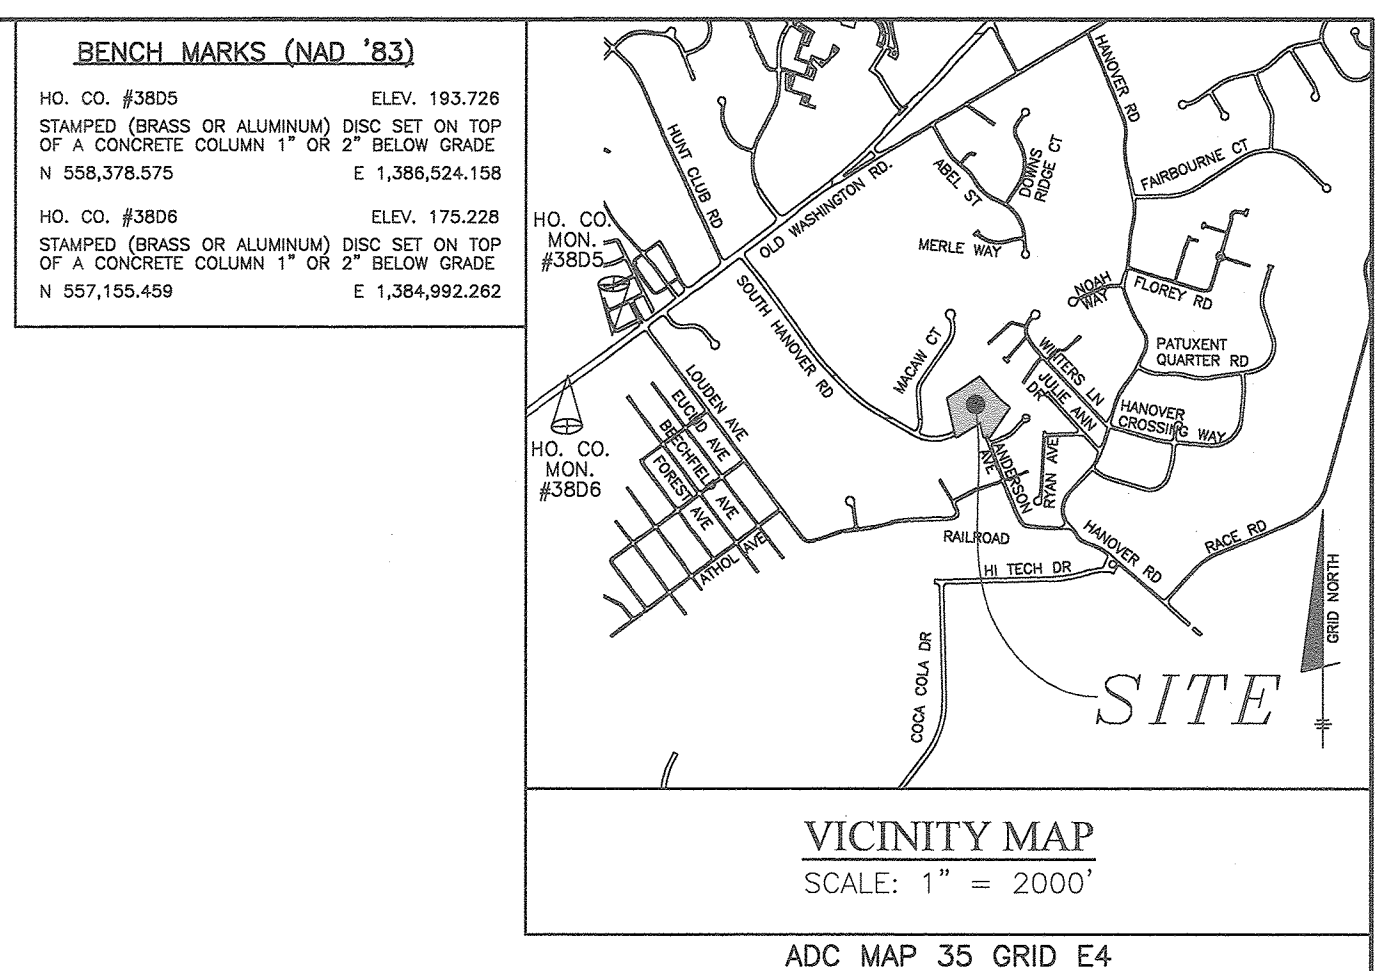 BENCH MARKS (NAD '83)
HO. CO. #38D5 ELEV. 193.726
STAMPED (BRASS OR ALUMINUM) DISC SET ON TOP
OF A CONCRETE COLUMN 1" OR 2" BELOW GRADE
N 558,378.575 E 1,386,524.158
HO. CO. #38D6 ELEV. 175.228
STAMPED (BRASS OR ALUMINUM) DISC SET ON TOP
OF A CONCRETE COLUMN 1" OR 2" BELOW GRADE
N 557,155.459 E 1,384,992.262
HO. CO.
MON.
#38D5
HO. CO.
MON.
#38D6
HUNT CLUB RD
OLD WASHINGTON RD.
HANOVER RD
ABEL ST
DOWNS
RIDGE CT
MERLE WAY
FAIRBOURNE CT
NOAH
WAY
FLOREY RD
PATUXENT
QUARTER RD
SOUTH HANOVER RD
MACAW CT
WINTERS LN
JULIE ANN
DR
HANOVER
CROSSING WAY
LOUDEN AVE
EUCLID AVE
BEECHFIELD
AVE
FOREST
AVE
ATHOL AVE
ANDERSON
AVE
RYAN AVE
RAILROAD
HI TECH DR
HANOVER RD
RACE RD
COCA COLA DR
GRID NORTH
SITE
VICINITY MAP
SCALE: 1" = 2000'
ADC MAP 35 GRID E4